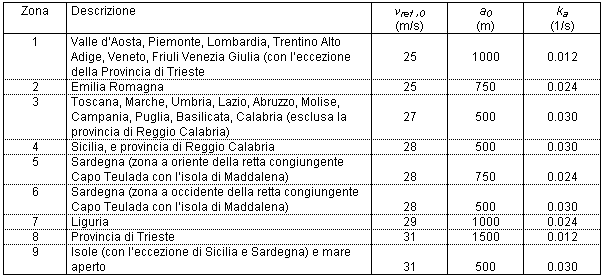 Zona Descrizione vref ,0 a0 ka
(m/s) (m) (1/s)
1 Valle d'Aosta, Piemonte, Lombardia, Trentino Alto
Adige, Veneto, Friuli Venezia Giulia (con l'eccezione 25 1000 0.012
della Provincia di Trieste
2 Emilia Romagna 25 750 0.024
3 Toscana, Marche, Umbria, Lazio, Abruzzo, Molise,
Campania, Puglia, Basilicata, Calabria (esclusa la 27 500 0.030
provincia di Reggio Calabria)
4 Sicilia, e provincia di Reggio Calabria 28 500 0.030
5 Sardegna (zona a oriente della retta congiungente
Capo Teulada con l'isola di Maddalena) 28 750 0.024
6 Sardegna (zona a occidente della retta congiungente
Capo Teulada con l'isola di Maddalena) 28 500 0.030
7 Liguria 29 1000 0.024
8 Provincia di Trieste 31 1500 0.012
9 Isole (con l'eccezione di Sicilia e Sardegna) e mare
aperto 31 500 0.030